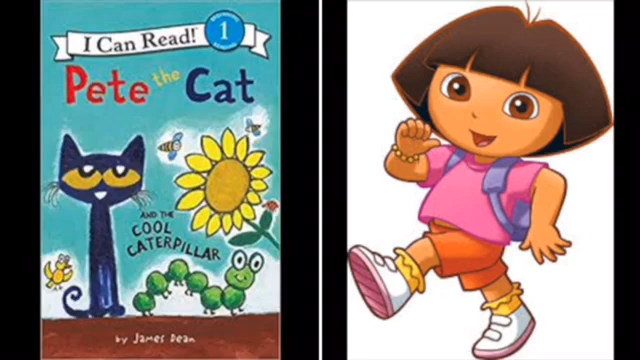 I Can Read!
1
Pete the Cat
AND THE
COOL
CATERPILLAR
by James Dean